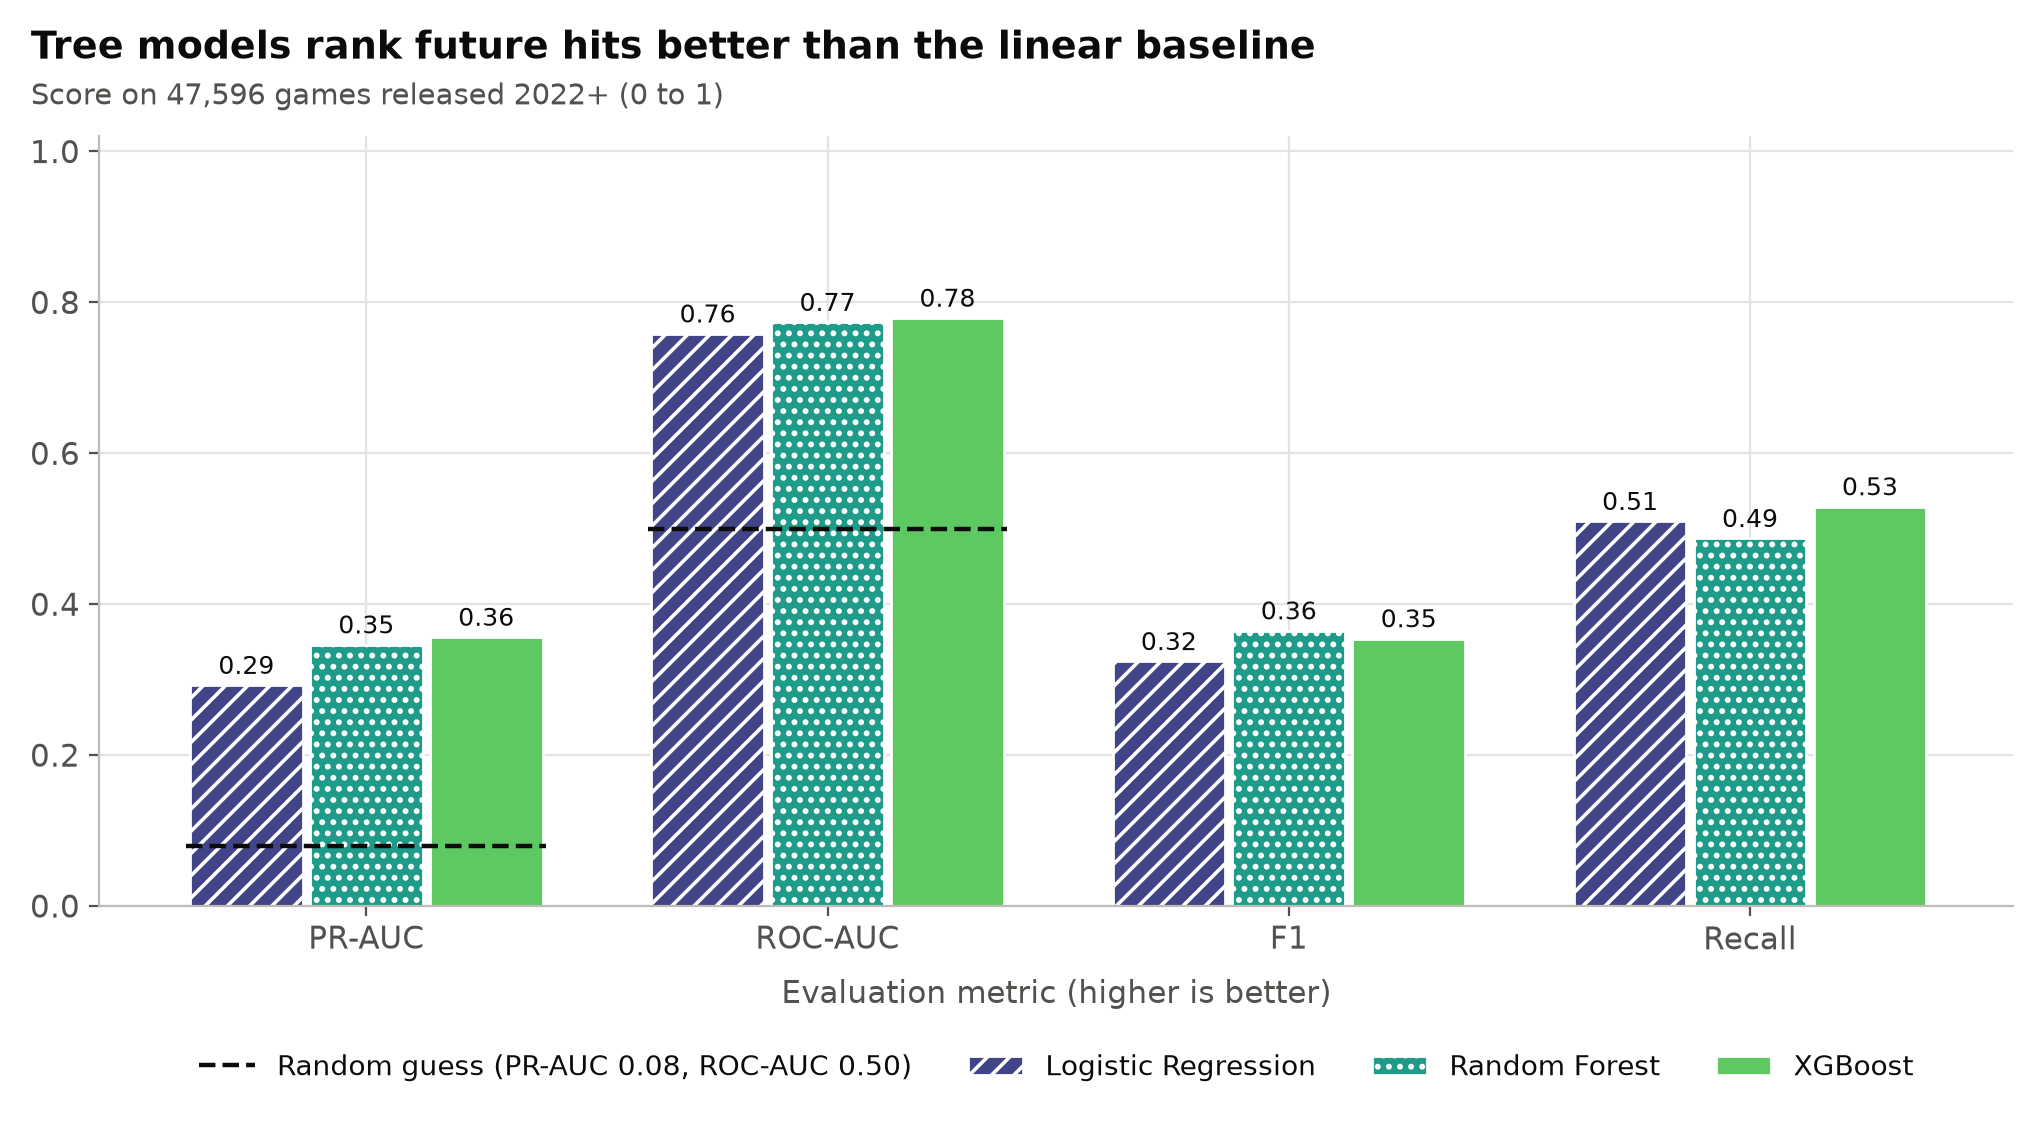 Tree models rank future hits better than the linear baseline
Score on 47,596 games released 2022+ (0 to 1)
1.0
0.8
0.6
0.4
0.2
0.0
0.29
0.35
0.36
0.76
0.77
0.78
0.32
0.36
0.35
0.51
0.49
0.53
PR-AUC
ROC-AUC
F1
Recall
Evaluation metric (higher is better)
Random guess (PR-AUC 0.08, ROC-AUC 0.50)
Logistic Regression
Random Forest
XGBoost